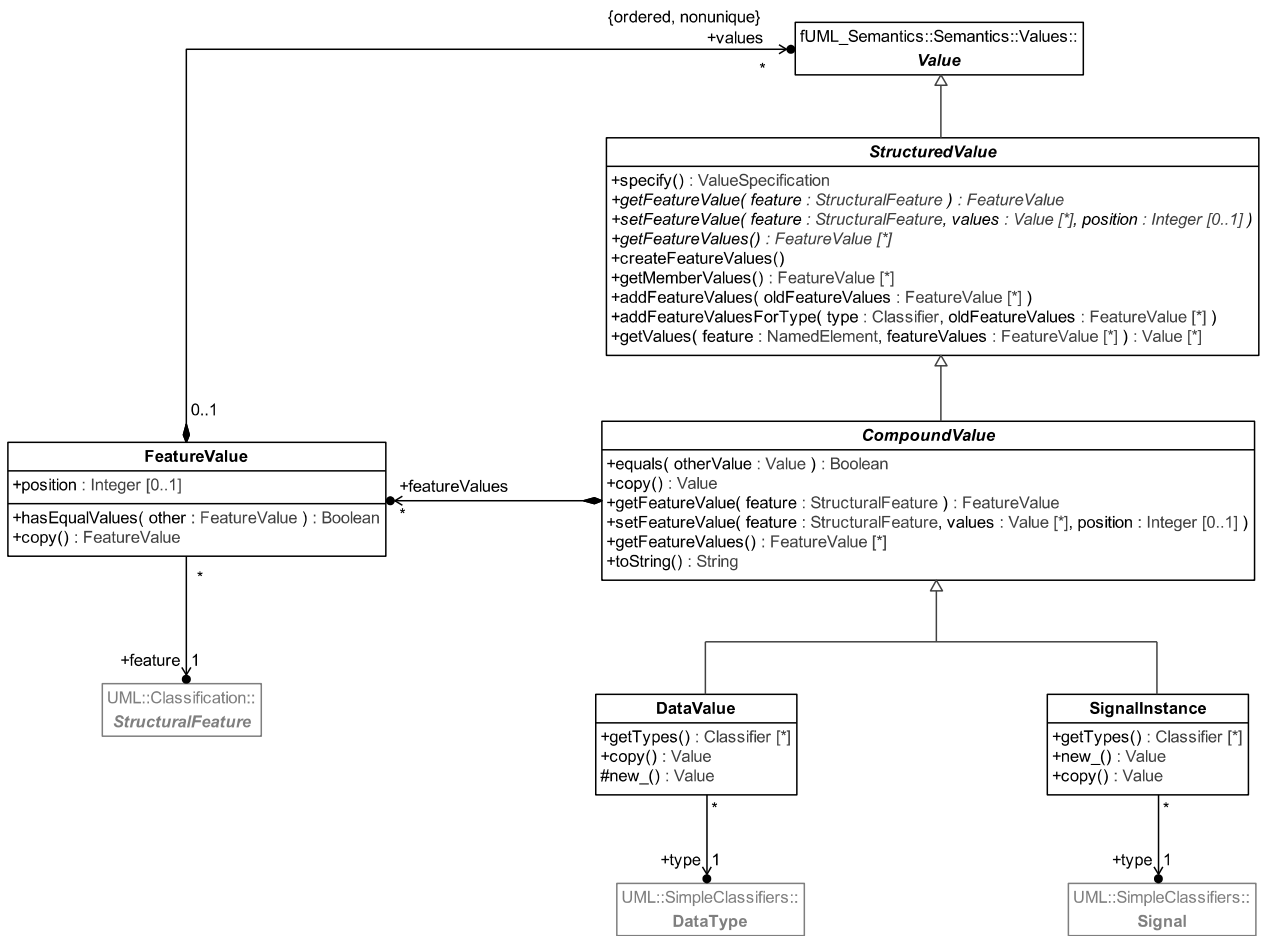 {ordered, nonunique}
+values
*
fUML_Semantics::Semantics::Values::
Value
StructuredValue
+specify() : ValueSpecification
+getFeatureValue( feature : StructuralFeature ) : FeatureValue
+setFeatureValue( feature : StructuralFeature, values : Value [*], position : Integer [0..1] )
+getFeatureValues() : FeatureValue [*]
+createFeatureValues()
+getMemberValues() : FeatureValue [*]
+addFeatureValues( oldFeatureValues : FeatureValue [*] )
+addFeatureValuesForType( type : Classifier, oldFeatureValues : FeatureValue [*] )
+getValues( feature : NamedElement, featureValues : FeatureValue [*] ) : Value [*]
0..1
FeatureValue
+position : Integer [0..1]
+hasEqualValues( other : FeatureValue ) : Boolean
+copy() : FeatureValue
+featureValues
*
CompoundValue
+equals( otherValue : Value ) : Boolean
+copy() : Value
+getFeatureValue( feature : StructuralFeature ) : FeatureValue
+setFeatureValue( feature : StructuralFeature, values : Value [*], position : Integer [0..1] )
+getFeatureValues() : FeatureValue [*]
+toString() : String
*
+feature 1
UML::Classification::
StructuralFeature
DataValue
+getTypes() : Classifier [*]
+copy() : Value
#new_() : Value
*
+type 1
UML::SimpleClassifiers::
DataType
SignalInstance
+getTypes() : Classifier [*]
+new_() : Value
+copy() : Value
*
+type 1
UML::SimpleClassifiers::
Signal